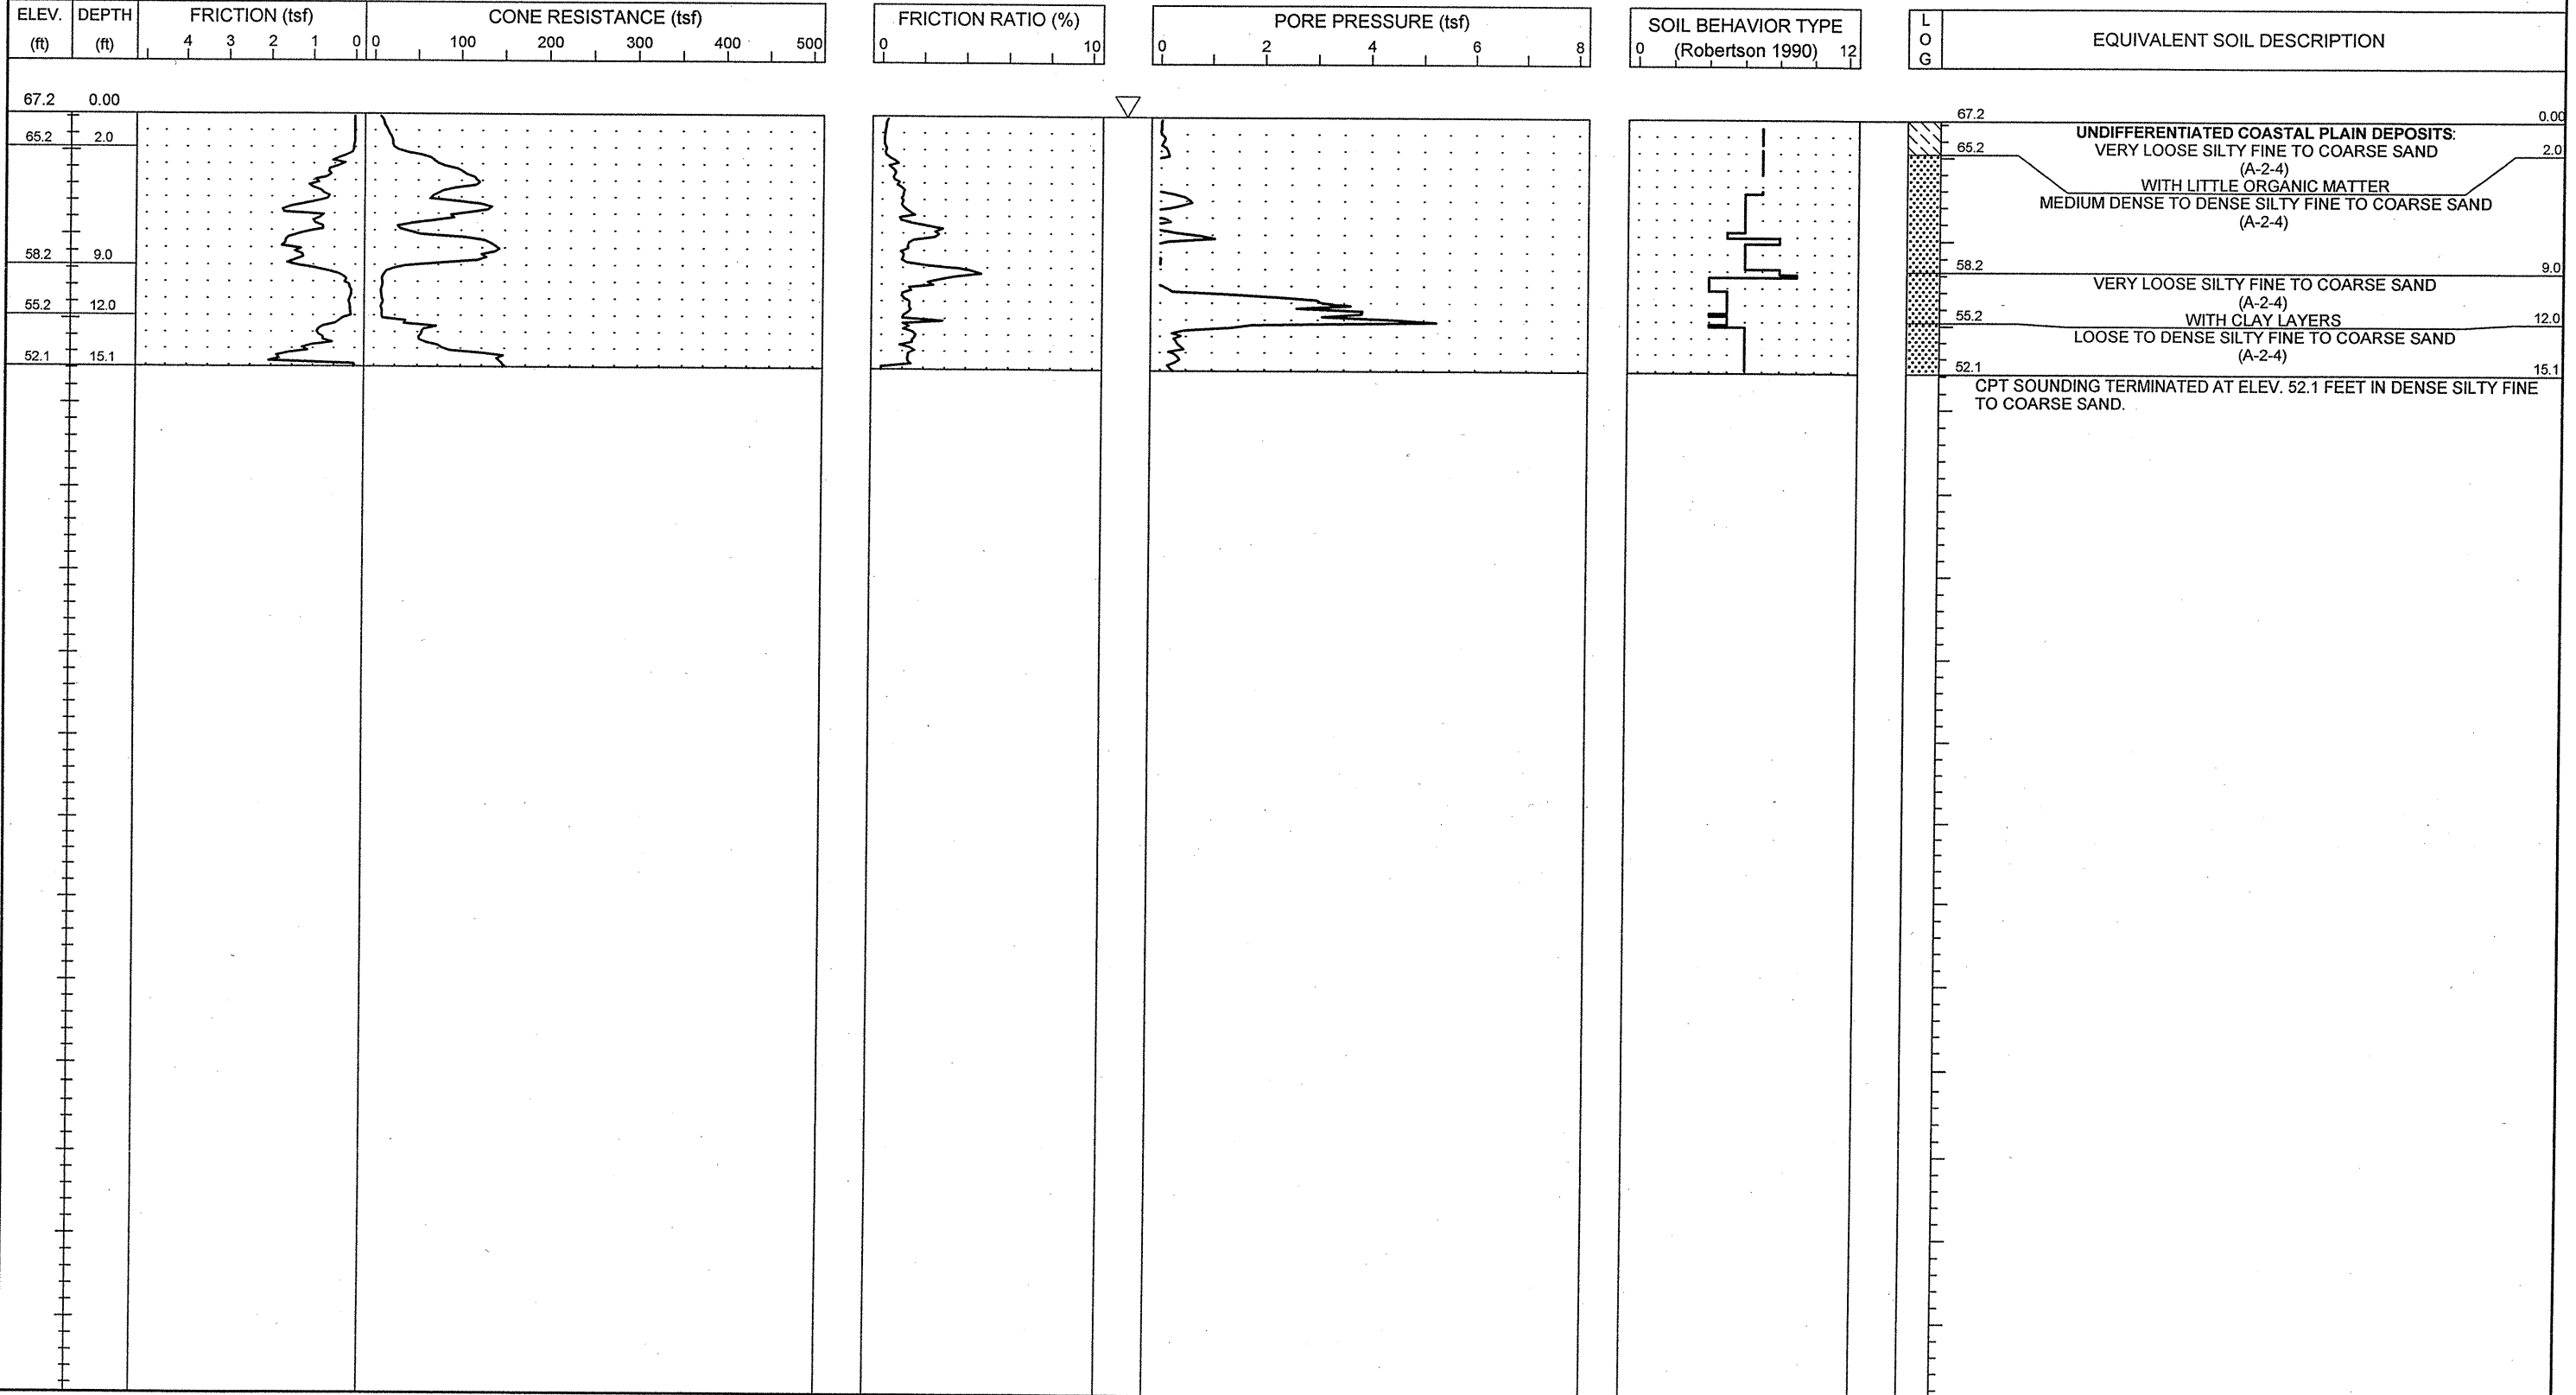 ELEV. DEPTH FRICTION (tsf) CONE RESISTANCE (tsf) FRICTION RATIO (%) PORE PRESSURE (tsf) SOIL BEHAVIOR TYPE L
(ft) (ft) 4 3 2 1 0 0 100 200 300 400 500 0 10 0 2 4 6 8 0 (Robertson 1990) 12 O EQUIVALENT SOIL DESCRIPTION
G
67.2 0.00
67.2 0.00
UNDIFFERENTIATED COASTAL PLAIN DEPOSITS:
65.2 2.0
65.2 VERY LOOSE SILTY FINE TO COARSE SAND 2.0
(A-2-4)
WITH LITTLE ORGANIC MATTER
MEDIUM DENSE TO DENSE SILTY FINE TO COARSE SAND
(A-2-4)
58.2 9.0
58.2 9.0
VERY LOOSE SILTY FINE TO COARSE SAND
(A-2-4)
55.2 12.0
55.2 WITH CLAY LAYERS 12.0
LOOSE TO DENSE SILTY FINE TO COARSE SAND
(A-2-4)
52.1 15.1
52.1 15.1
CPT SOUNDING TERMINATED AT ELEV. 52.1 FEET IN DENSE SILTY FINE
TO COARSE SAND.